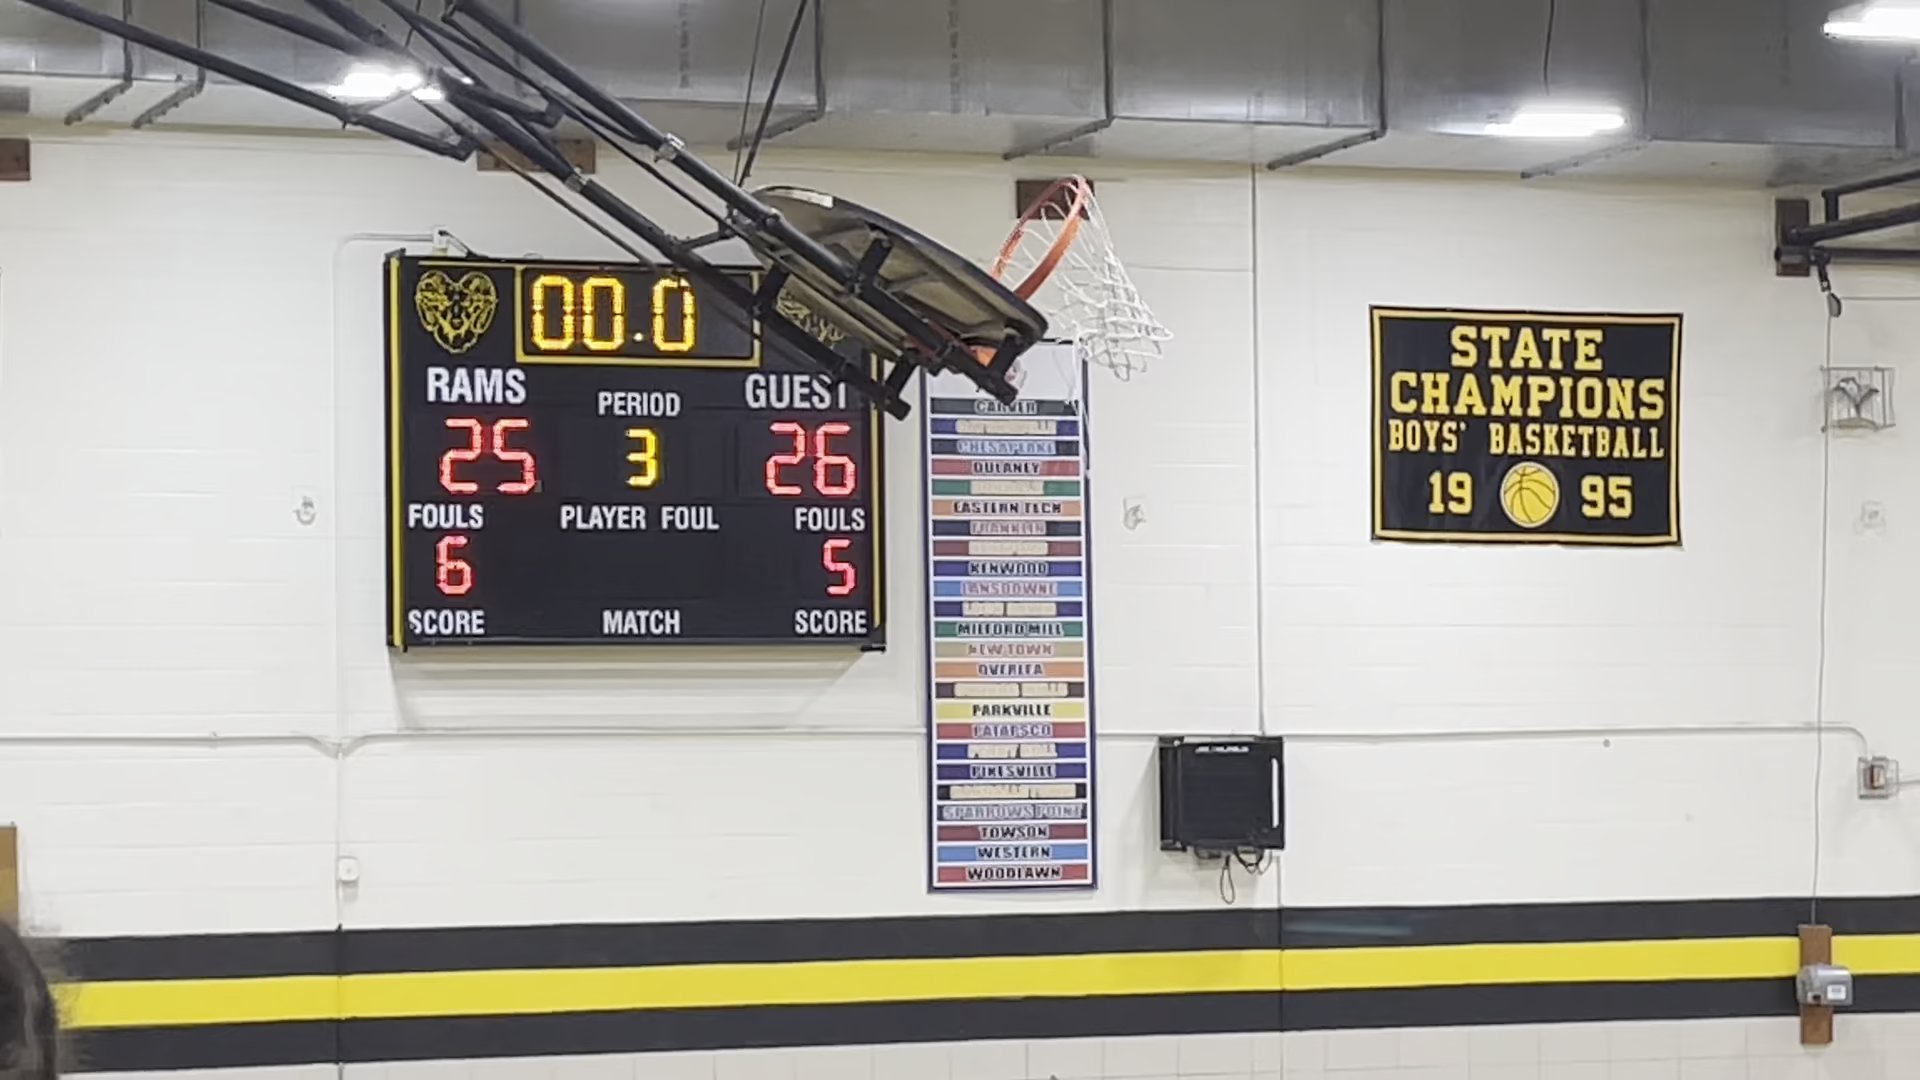 00.0
RAMS PERIOD GUEST
25 3 26
FOULS PLAYER FOUL FOULS
6 5
SCORE MATCH SCORE
CARVER
CHESAPEAKE
DULANEY
EASTERN TECH
FRANKLIN
KENWOOD
LANSDOWNE
MILFORD MILL
NEW TOWN
OVERLEA
PARKVILLE
PATAPSCO
PIKESVILLE
SPARROWS POINT
TOWSON
WESTERN
WOODLAWN
STATE
CHAMPIONS
BOYS' BASKETBALL
19 95